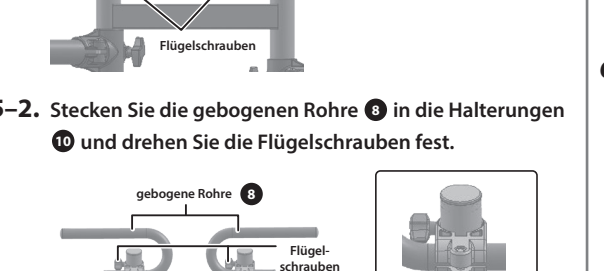 Flügelschrauben
5–2. Stecken Sie die gebogenen Rohre 8 in die Halterungen
10 und drehen Sie die Flügelschrauben fest.
gebogene Rohre 8
Flügel-
schrauben